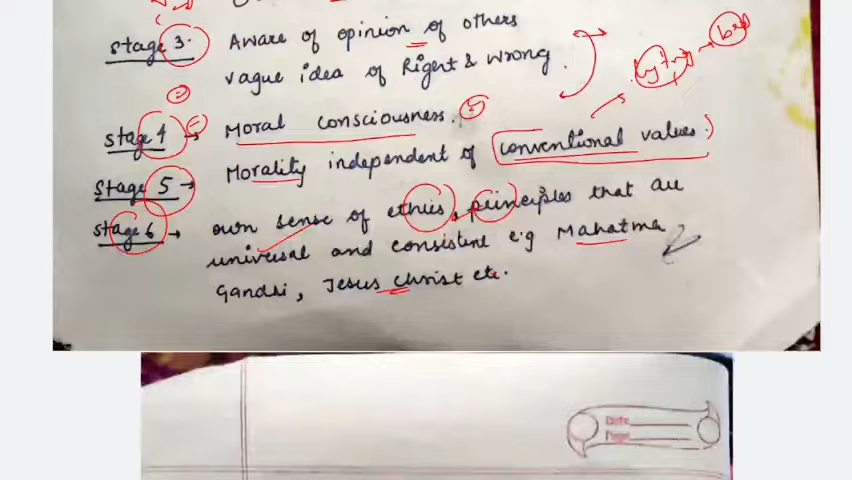 stage 3.
Aware of opinion of others
vague idea of Right & Wrong.
lying → bad
stage 4 → Moral consciousness.
stage 5 → Morality independent of conventional values.
stage 6 → own sense of ethics, principles that are
universal and consistent e.g Mahatma
Gandhi, Jesus Christ etc.
Date
Page